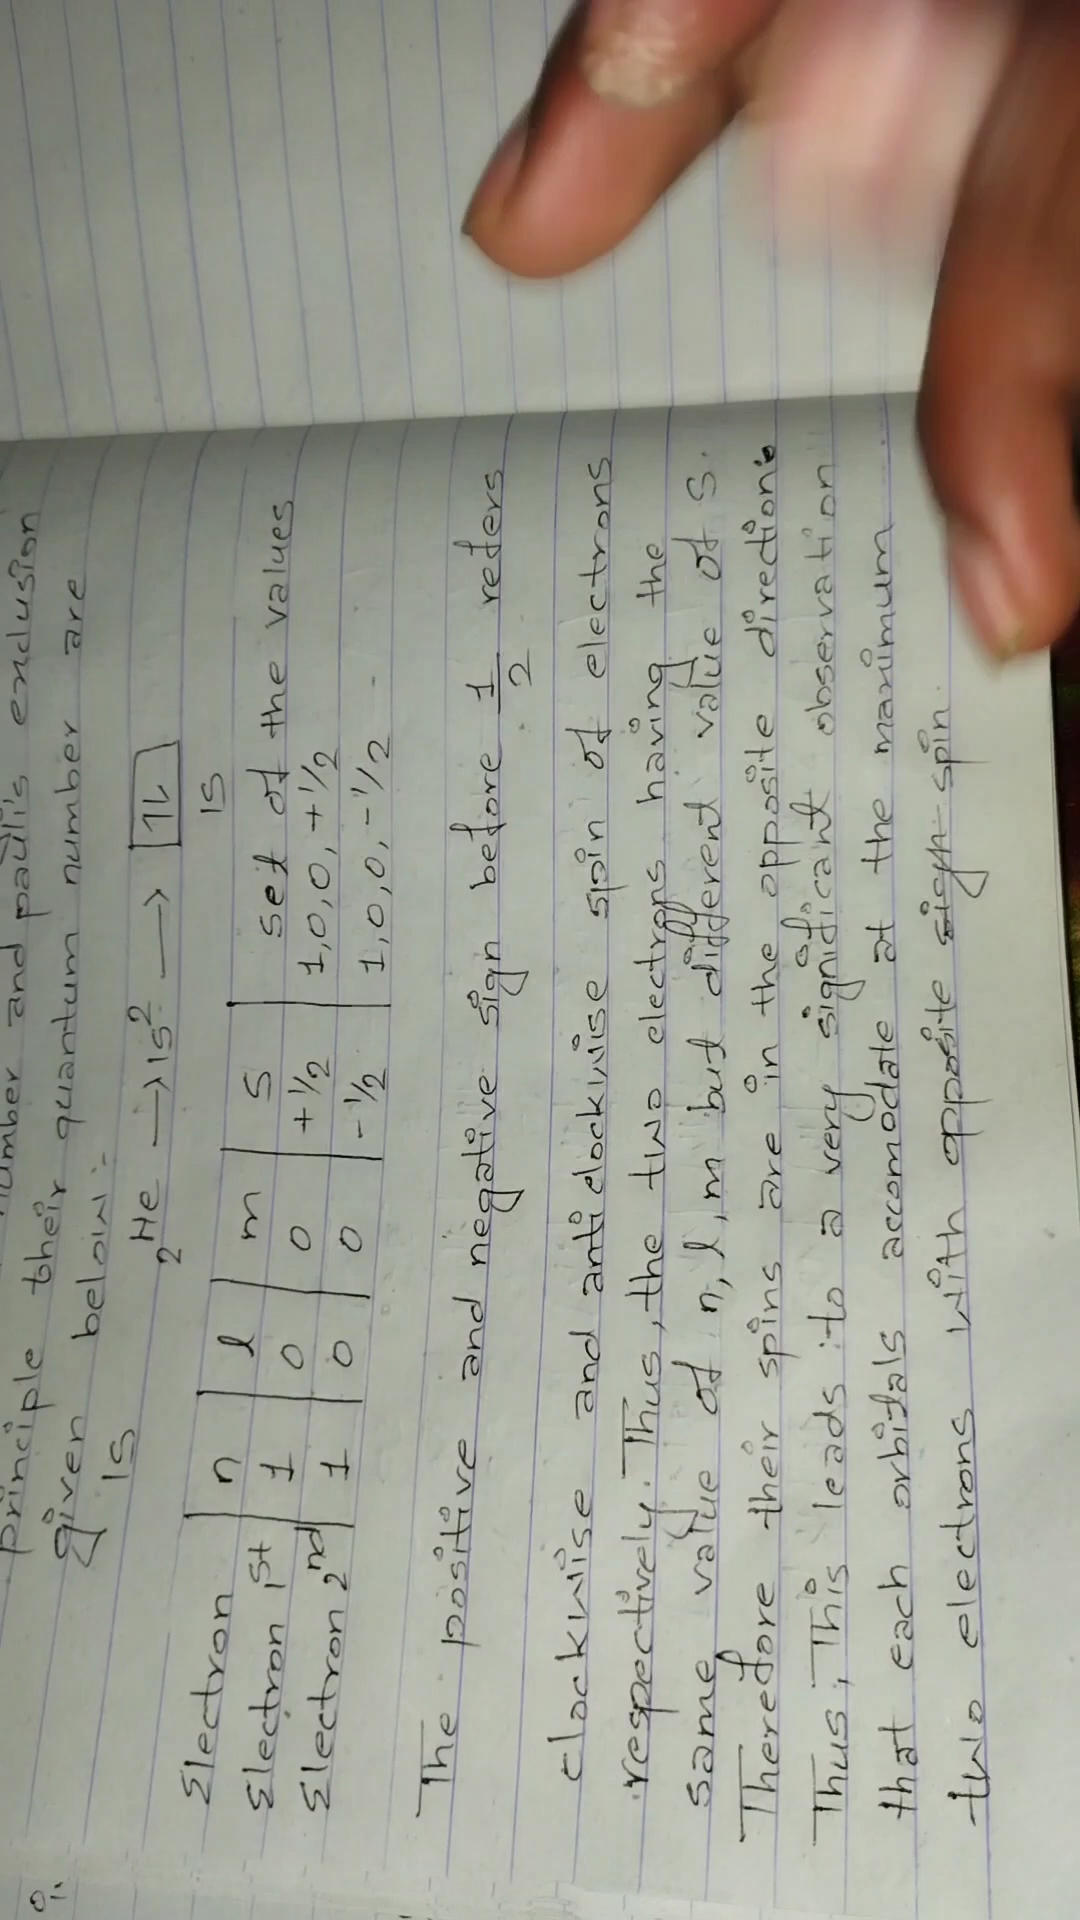 number and pauli's exclusion
principle their quantum number are
given below:-
1s
2He → 1s2 → 1L
1s
Electron | n | l | m | s | set of the values
Electron 1st | 1 | 0 | 0 | +1/2 | 1,0,0,+1/2
Electron 2nd | 1 | 0 | 0 | -1/2 | 1,0,0,-1/2
The positive and negative sign before 1/2 refers
clockwise and anti clockwise spin of electrons
respectively. Thus, the two electrons having the
same value of n, l, m but different value of s.
Therefore their spins are in the opposite direction.
Thus, This leads to a very significant observation
that each orbitals accomodate at the maximum
two electrons with opposite spin.